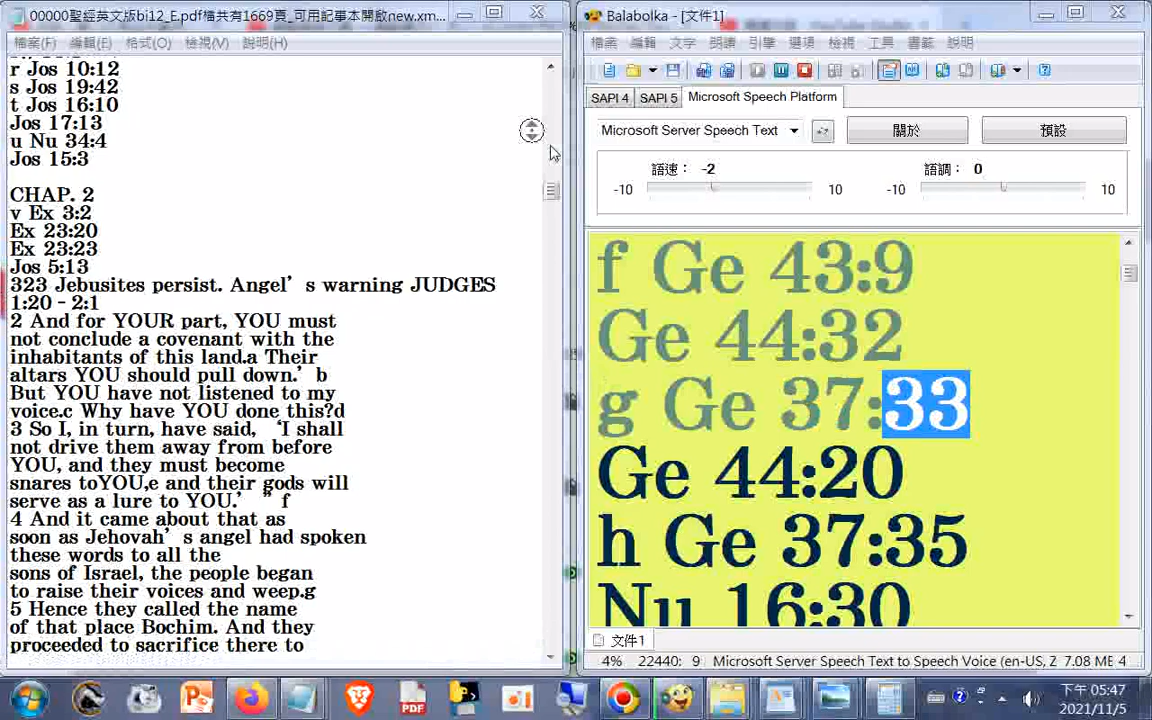 00000聖經英文版bi12_E.pdf檔共有1669頁_可用記事本開啟new.xm...
檔案(F) 編輯(E) 格式(O) 檢視(V) 說明(H)
r Jos 10:12
s Jos 19:42
t Jos 16:10
Jos 17:13
u Nu 34:4
Jos 15:3
CHAP. 2
v Ex 3:2
Ex 23:20
Ex 23:23
Jos 5:13
323 Jebusites persist. Angel’s warning JUDGES
1:20–2:1
2 And for YOUR part, YOU must
not conclude a covenant with the
inhabitants of this land.a Their
altars YOU should pull down.’b
But YOU have not listened to my
voice.c Why have YOU done this?d
3 So I, in turn, have said, ‘I shall
not drive them away from before
YOU, and they must become
snares toYOU,e and their gods will
serve as a lure to YOU.’”f
4 And it came about that as
soon as Jehovah’s angel had spoken
these words to all the
sons of Israel, the people began
to raise their voices and weep.g
5 Hence they called the name
of that place Bochim. And they
proceeded to sacrifice there to
Balabolka - [文件1]
檔案 編輯 文字 朗讀 引擎 選項 檢視 工具 書籤 說明
SAPI 4 SAPI 5 Microsoft Speech Platform
Microsoft Server Speech Text 關於 預設
語速： -2 語調： 0
-10 10 -10 10
f Ge 43:9
Ge 44:32
g Ge 37:33
Ge 44:20
h Ge 37:35
Nu 16:30
文件1
4% 22440: 9 Microsoft Server Speech Text to Speech Voice (en-US, Z 7.08 MB 4
PDF
下午 05:47
2021/11/5